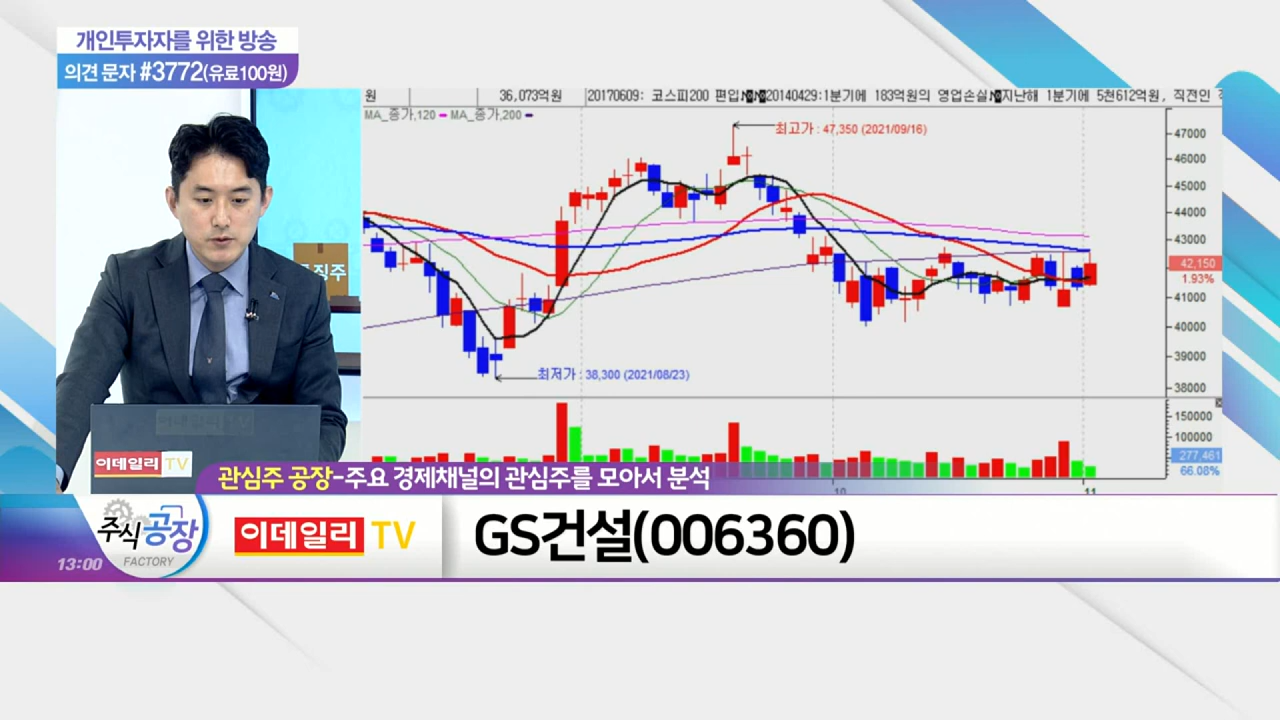 개인투자자를 위한 방송
의견 문자 #3772(유료100원)
원 36,073억원 20170609: 코스피200 편입 20140429:1분기에 183억원의 영업손실 지난해 1분기에 5천612억원, 직전인
MA_종가,120 MA_종가,200
최고가 : 47,350 (2021/09/16)
47000
46000
45000
44000
43000
42,150
1.93%
41000
40000
39000
38000
최저가 : 38,300 (2021/08/23)
직주
150000
100000
277,461
66.08%
10
11
이데일리 TV
관심주 공장-주요 경제채널의 관심주를 모아서 분석
주식공장
FACTORY
13:00
이데일리 TV
GS건설(006360)